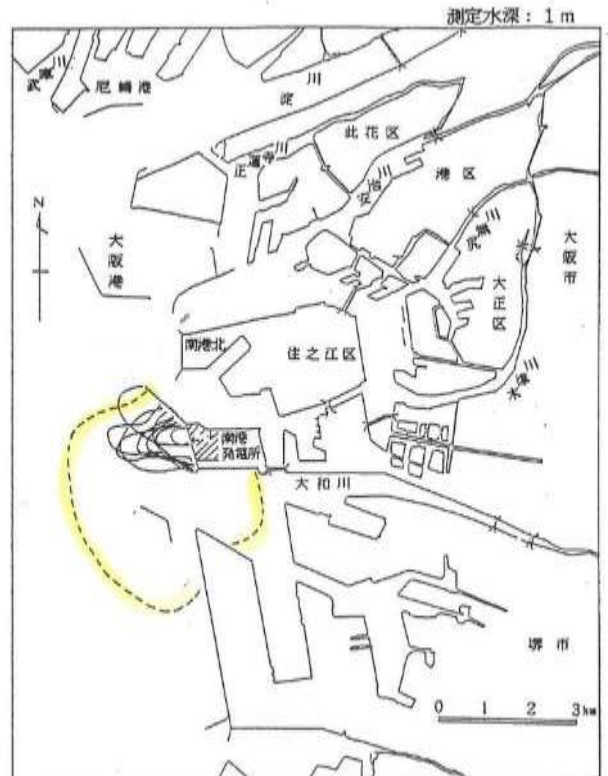 測定水深: 1m
武庫川
尼崎港
淀川
正蓮寺川
此花区
安治川
港区
尻無川
N
大阪港
大阪市
大正区
南港北
住之江区
木津川
南港
発電所
大和川
堺市
0 1 2 3km